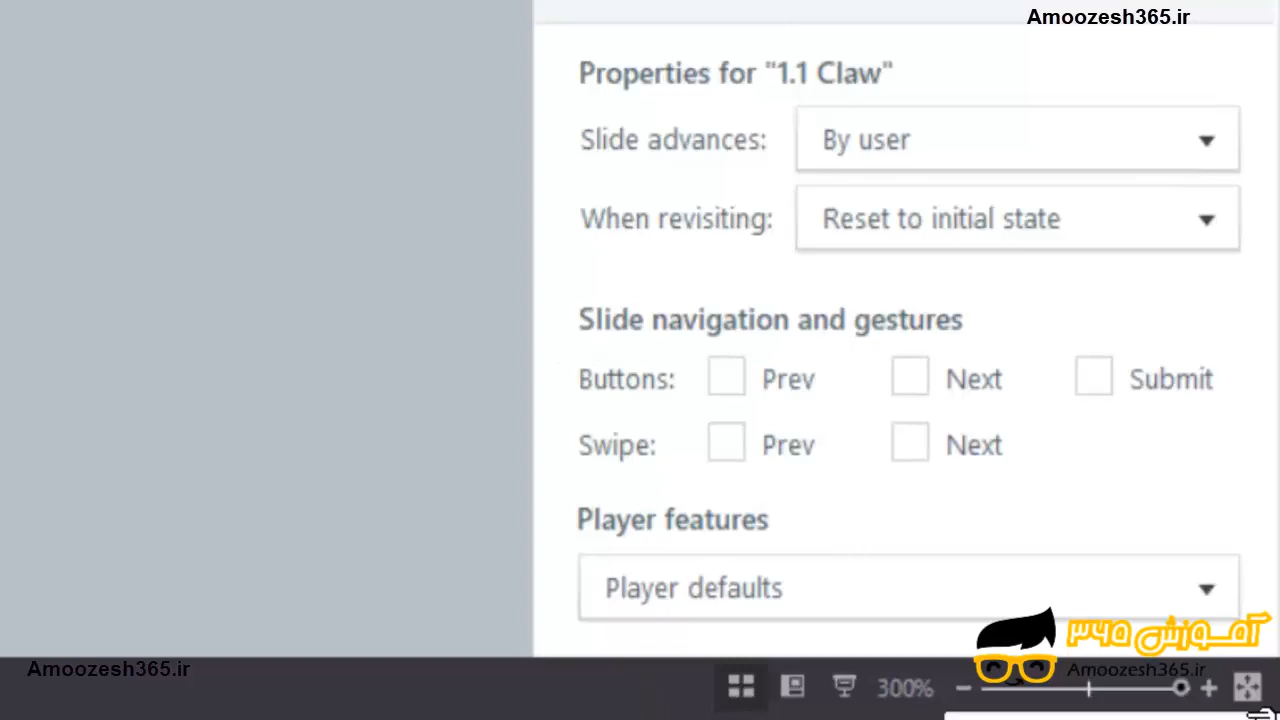 Amoozesh365.ir
Properties for "1.1 Claw"
Slide advances: By user
When revisiting: Reset to initial state
Slide navigation and gestures
Buttons: Prev Next Submit
Swipe: Prev Next
Player features
Player defaults
آموزش ۳۶۵
Amoozesh365.ir
Amoozesh365.ir
300%